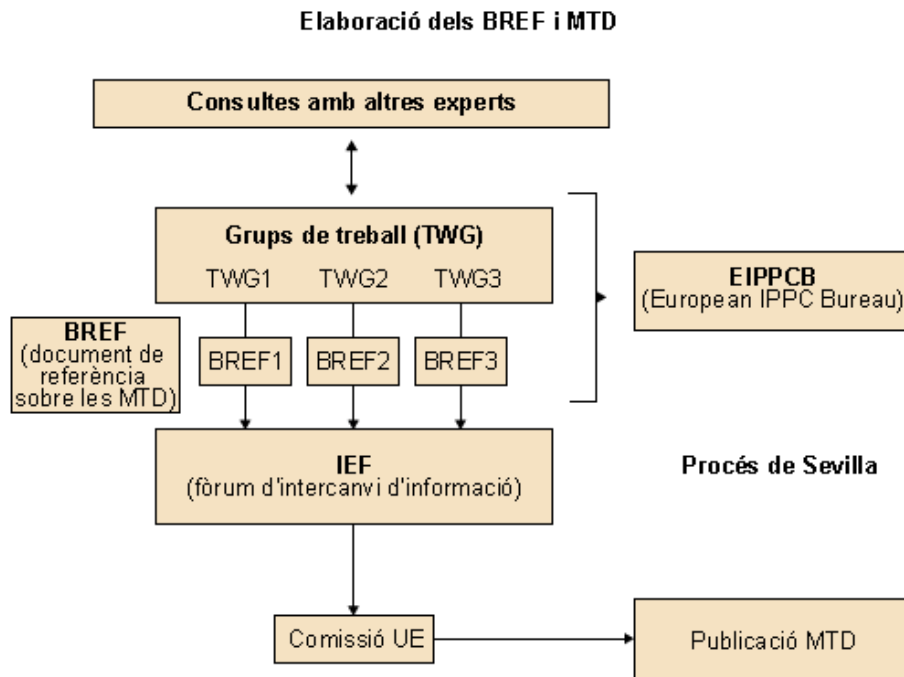 Elaboració dels BREF i MTD
Consultes amb altres experts
Grups de treball (TWG)
TWG1 TWG2 TWG3
EIPPCB
(European IPPC Bureau)
BREF
(document de
referència
sobre les MTD)
BREF1 BREF2 BREF3
IEF
(fòrum d'intercanvi d'informació)
Procés de Sevilla
Comissió UE
Publicació MTD